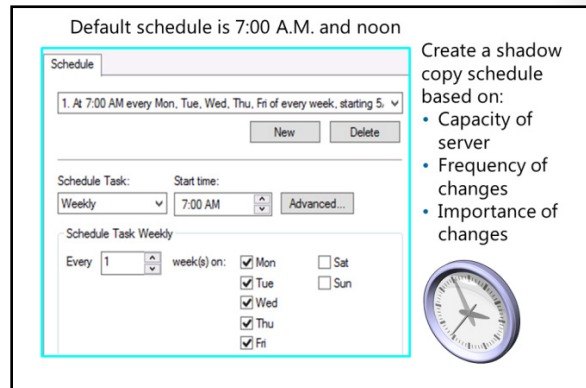 Default schedule is 7:00 A.M. and noon
Schedule
1. At 7:00 AM every Mon, Tue, Wed, Thu, Fri of every week, starting 5/
New Delete
Schedule Task: Start time:
Weekly 7:00 AM Advanced...
Schedule Task Weekly
Every 1 week(s) on: Mon Sat
Tue Sun
Wed
Thu
Fri
Create a shadow
copy schedule
based on:
• Capacity of
server
• Frequency of
changes
• Importance of
changes